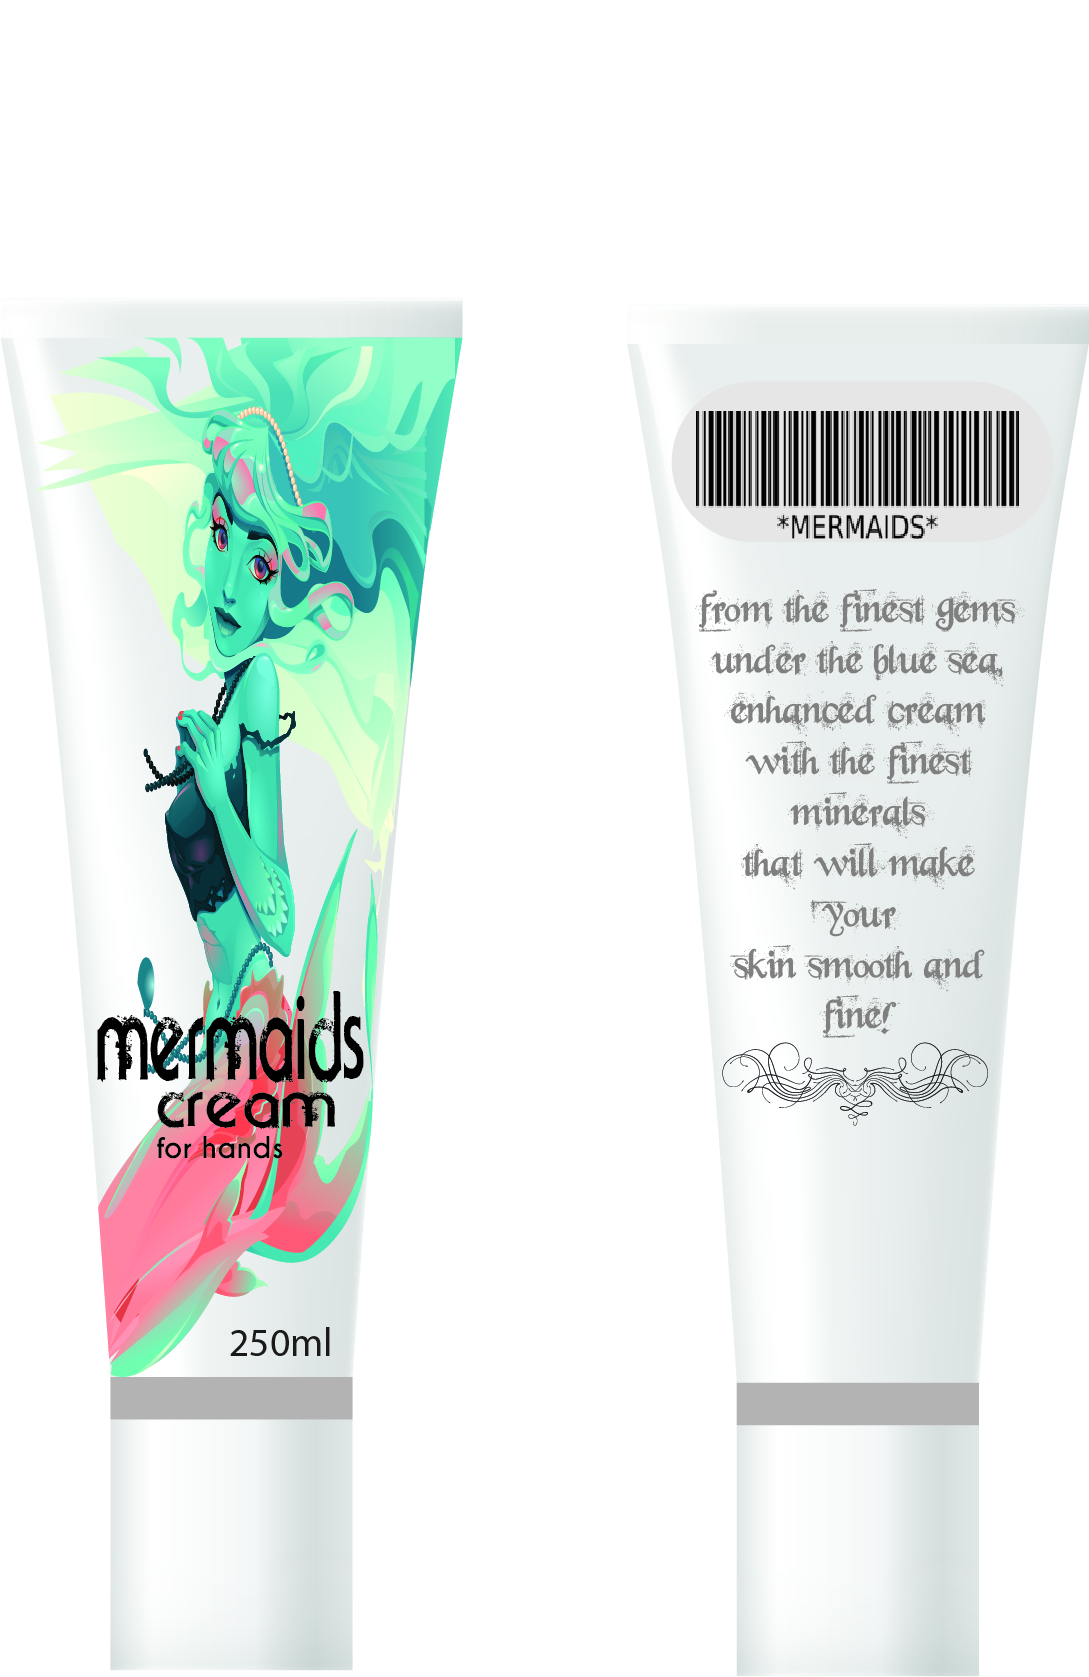 mermaids
cream
for hands
250ml
*MERMAIDS*
from the finest gems
under the blue sea,
enhanced cream
with the finest
minerals
that will make
Your
skin smooth and
fine!